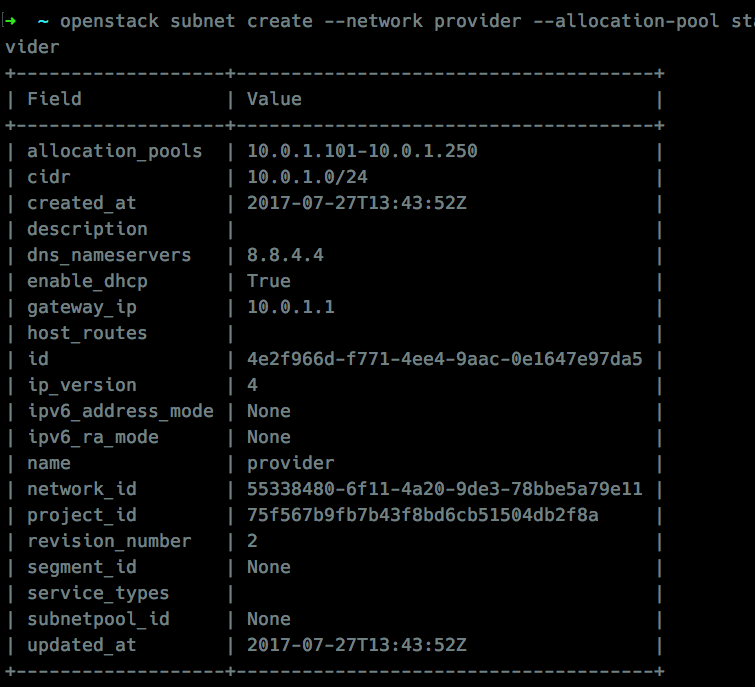 ➜  ~ openstack subnet create --network provider --allocation-pool sta
vider
+-------------------+--------------------------------------+
| Field             | Value                                |
+-------------------+--------------------------------------+
| allocation_pools  | 10.0.1.101-10.0.1.250                |
| cidr              | 10.0.1.0/24                          |
| created_at        | 2017-07-27T13:43:52Z                 |
| description       |                                      |
| dns_nameservers   | 8.8.4.4                              |
| enable_dhcp       | True                                 |
| gateway_ip        | 10.0.1.1                             |
| host_routes       |                                      |
| id                | 4e2f966d-f771-4ee4-9aac-0e1647e97da5 |
| ip_version        | 4                                    |
| ipv6_address_mode | None                                 |
| ipv6_ra_mode      | None                                 |
| name              | provider                             |
| network_id        | 55338480-6f11-4a20-9de3-78bbe5a79e11 |
| project_id        | 75f567b9fb7b43f8bd6cb51504db2f8a     |
| revision_number   | 2                                    |
| segment_id        | None                                 |
| service_types     |                                      |
| subnetpool_id     | None                                 |
| updated_at        | 2017-07-27T13:43:52Z                 |
+-------------------+--------------------------------------+